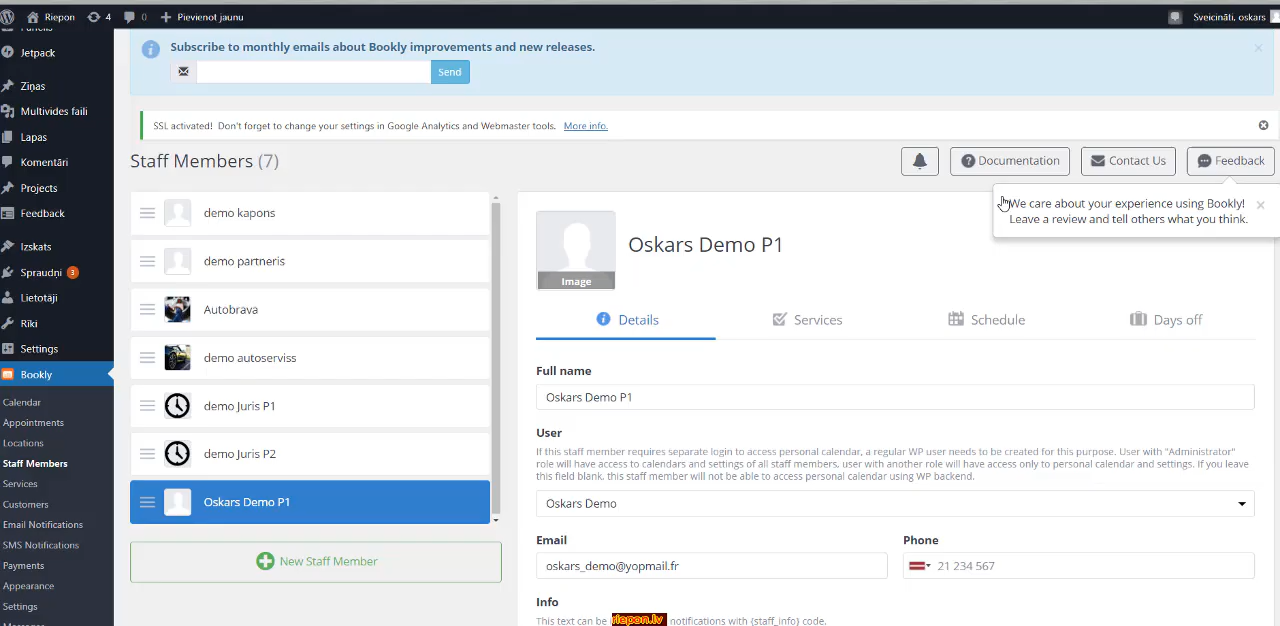 Riepon 4 0 Pievienot jaunu Sveicināti, oskars
Panelis
Jetpack
Ziņas
Multivides faili
Lapas
Komentāri
Projects
Feedback
Izskats
Spraudņi 3
Lietotāji
Rīki
Settings
Bookly
Calendar
Appointments
Locations
Staff Members
Services
Customers
Email Notifications
SMS Notifications
Payments
Appearance
Settings
Messages
Subscribe to monthly emails about Bookly improvements and new releases.
Send
SSL activated! Don't forget to change your settings in Google Analytics and Webmaster tools. More info.
Staff Members (7)
Documentation
Contact Us
Feedback
We care about your experience using Bookly!
Leave a review and tell others what you think.
demo kapons
demo partneris
Autobrava
demo autoserviss
demo Juris P1
demo Juris P2
Oskars Demo P1
New Staff Member
Image
Oskars Demo P1
Details
Services
Schedule
Days off
Full name
Oskars Demo P1
User
If this staff member requires separate login to access personal calendar, a regular WP user needs to be created for this purpose. User with "Administrator"
role will have access to calendars and settings of all staff members, user with another role will have access only to personal calendar and settings. If you leave
this field blank, this staff member will not be able to access personal calendar using WP backend.
Oskars Demo
Email
oskars_demo@yopmail.fr
Phone
21 234 567
Info
This text can be riepon.lv notifications with {staff_info} code.